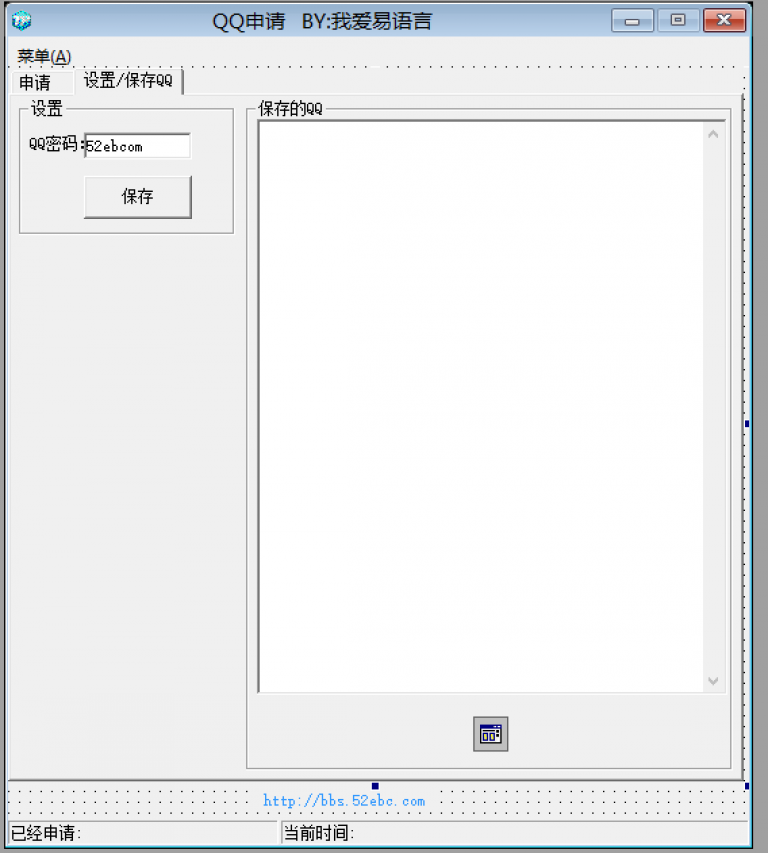 QQ申请 BY:我爱易语言
菜单(A)
申请
设置/保存QQ
设置
QQ密码:52ebcom
保存
保存的QQ
http://bbs.52ebc.com
已经申请:
当前时间: